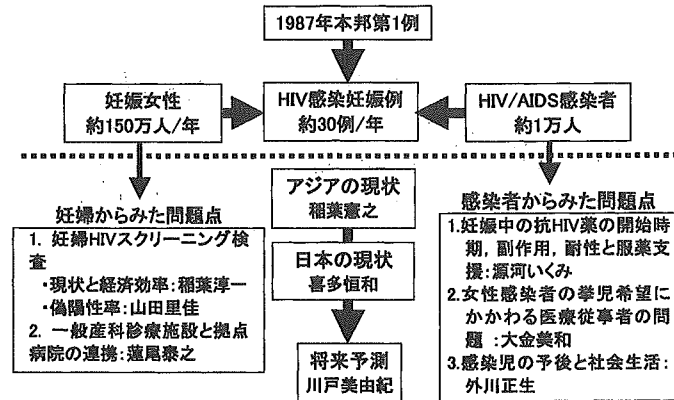 1987年本邦第1例
妊娠女性
約150万人/年
HIV感染妊娠例
約30例/年
HIV/AIDS感染者
約1万人
妊婦からみた問題点
1. 妊婦HIVスクリーニング検
査
・現状と経済効率:稲葉淳一
・偽陽性率:山田里佳
2. 一般産科診療施設と拠点
病院の連携:蓮尾泰之
アジアの現状
稲葉憲之
日本の現状
喜多恒和
将来予測
川戸美由紀
感染者からみた問題点
1.妊娠中の抗HIV薬の開始時
期，副作用，耐性と服薬支
援:源河いくみ
2.女性感染者の挙児希望に
かかわる医療従事者の問
題 :大金美和
3.感染児の予後と社会生活:
外川正生